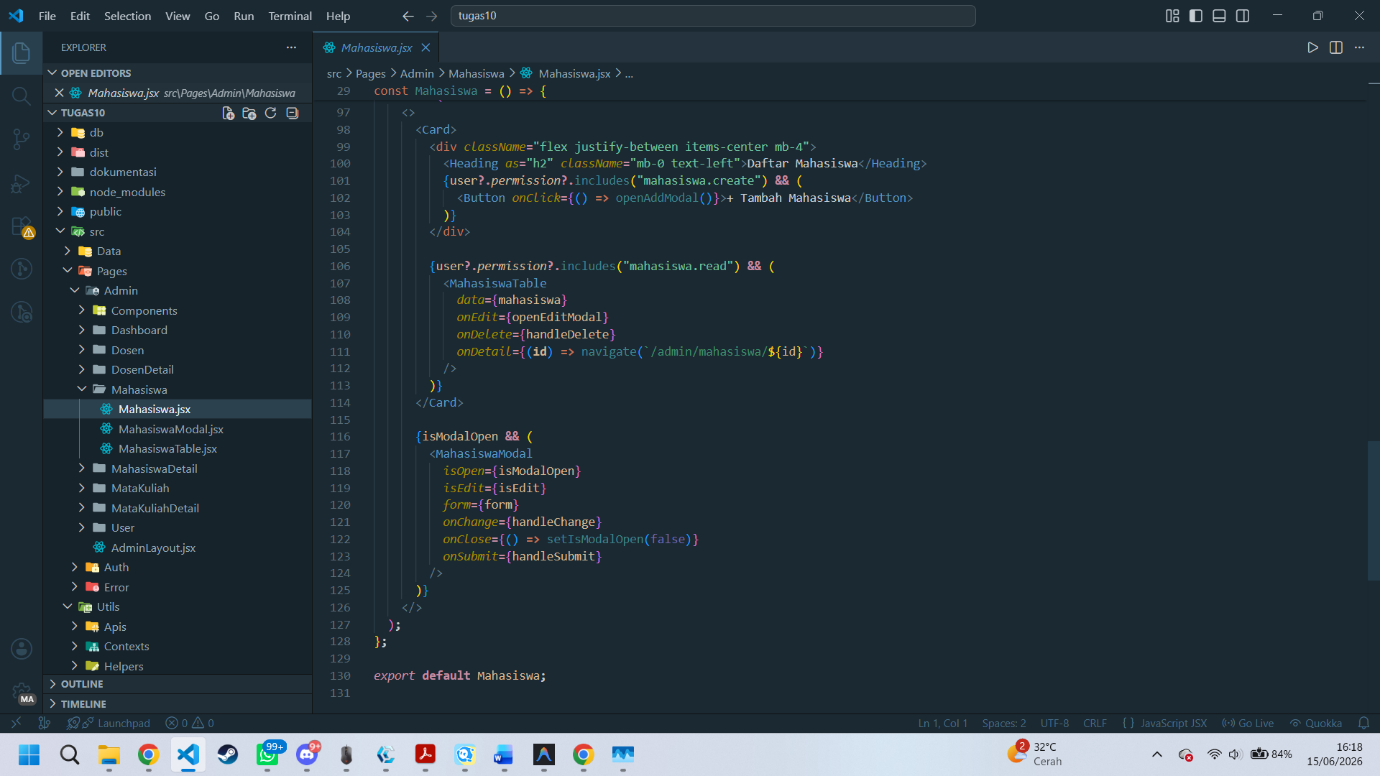 File Edit Selection View Go Run Terminal Help
tugas10
EXPLORER
Mahasiswa.jsx
OPEN EDITORS
Mahasiswa.jsx src\Pages\Admin\Mahasiswa
TUGAS10
db
dist
dokumentasi
node_modules
public
src
Data
Pages
Admin
Components
Dashboard
Dosen
DosenDetail
Mahasiswa
Mahasiswa.jsx
MahasiswaModal.jsx
MahasiswaTable.jsx
MahasiswaDetail
MataKuliah
MataKuliahDetail
User
AdminLayout.jsx
Auth
Error
Utils
Apis
Contexts
Helpers
OUTLINE
TIMELINE
src > Pages > Admin > Mahasiswa > Mahasiswa.jsx > ...
29 const Mahasiswa = () => {
97 <>
98 <Card>
99 <div className="flex justify-between items-center mb-4">
100 <Heading as="h2" className="mb-0 text-left">Daftar Mahasiswa</Heading>
101 {user?.permission?.includes("mahasiswa.create") && (
102 <Button onClick={() => openAddModal()}>+ Tambah Mahasiswa</Button>
103 )}
104 </div>
105
106 {user?.permission?.includes("mahasiswa.read") && (
107 <MahasiswaTable
108 data={mahasiswa}
109 onEdit={openEditModal}
110 onDelete={handleDelete}
111 onDetail={(id) => navigate(`/admin/mahasiswa/${id}`)}
112 />
113 )}
114 </Card>
115
116 {isModalOpen && (
117 <MahasiswaModal
118 isOpen={isModalOpen}
119 isEdit={isEdit}
120 form={form}
121 onChange={handleChange}
122 onClose={() => setIsModalOpen(false)}
123 onSubmit={handleSubmit}
124 />
125 )}
126 </>
127 );
128 };
129
130 export default Mahasiswa;
131
MA
Launchpad 0 0 Ln 1, Col 1 Spaces: 2 UTF-8 CRLF { } JavaScript JSX Go Live Quokka
99+ 9+ 2 32°C Cerah 84% 16:18 15/06/2026